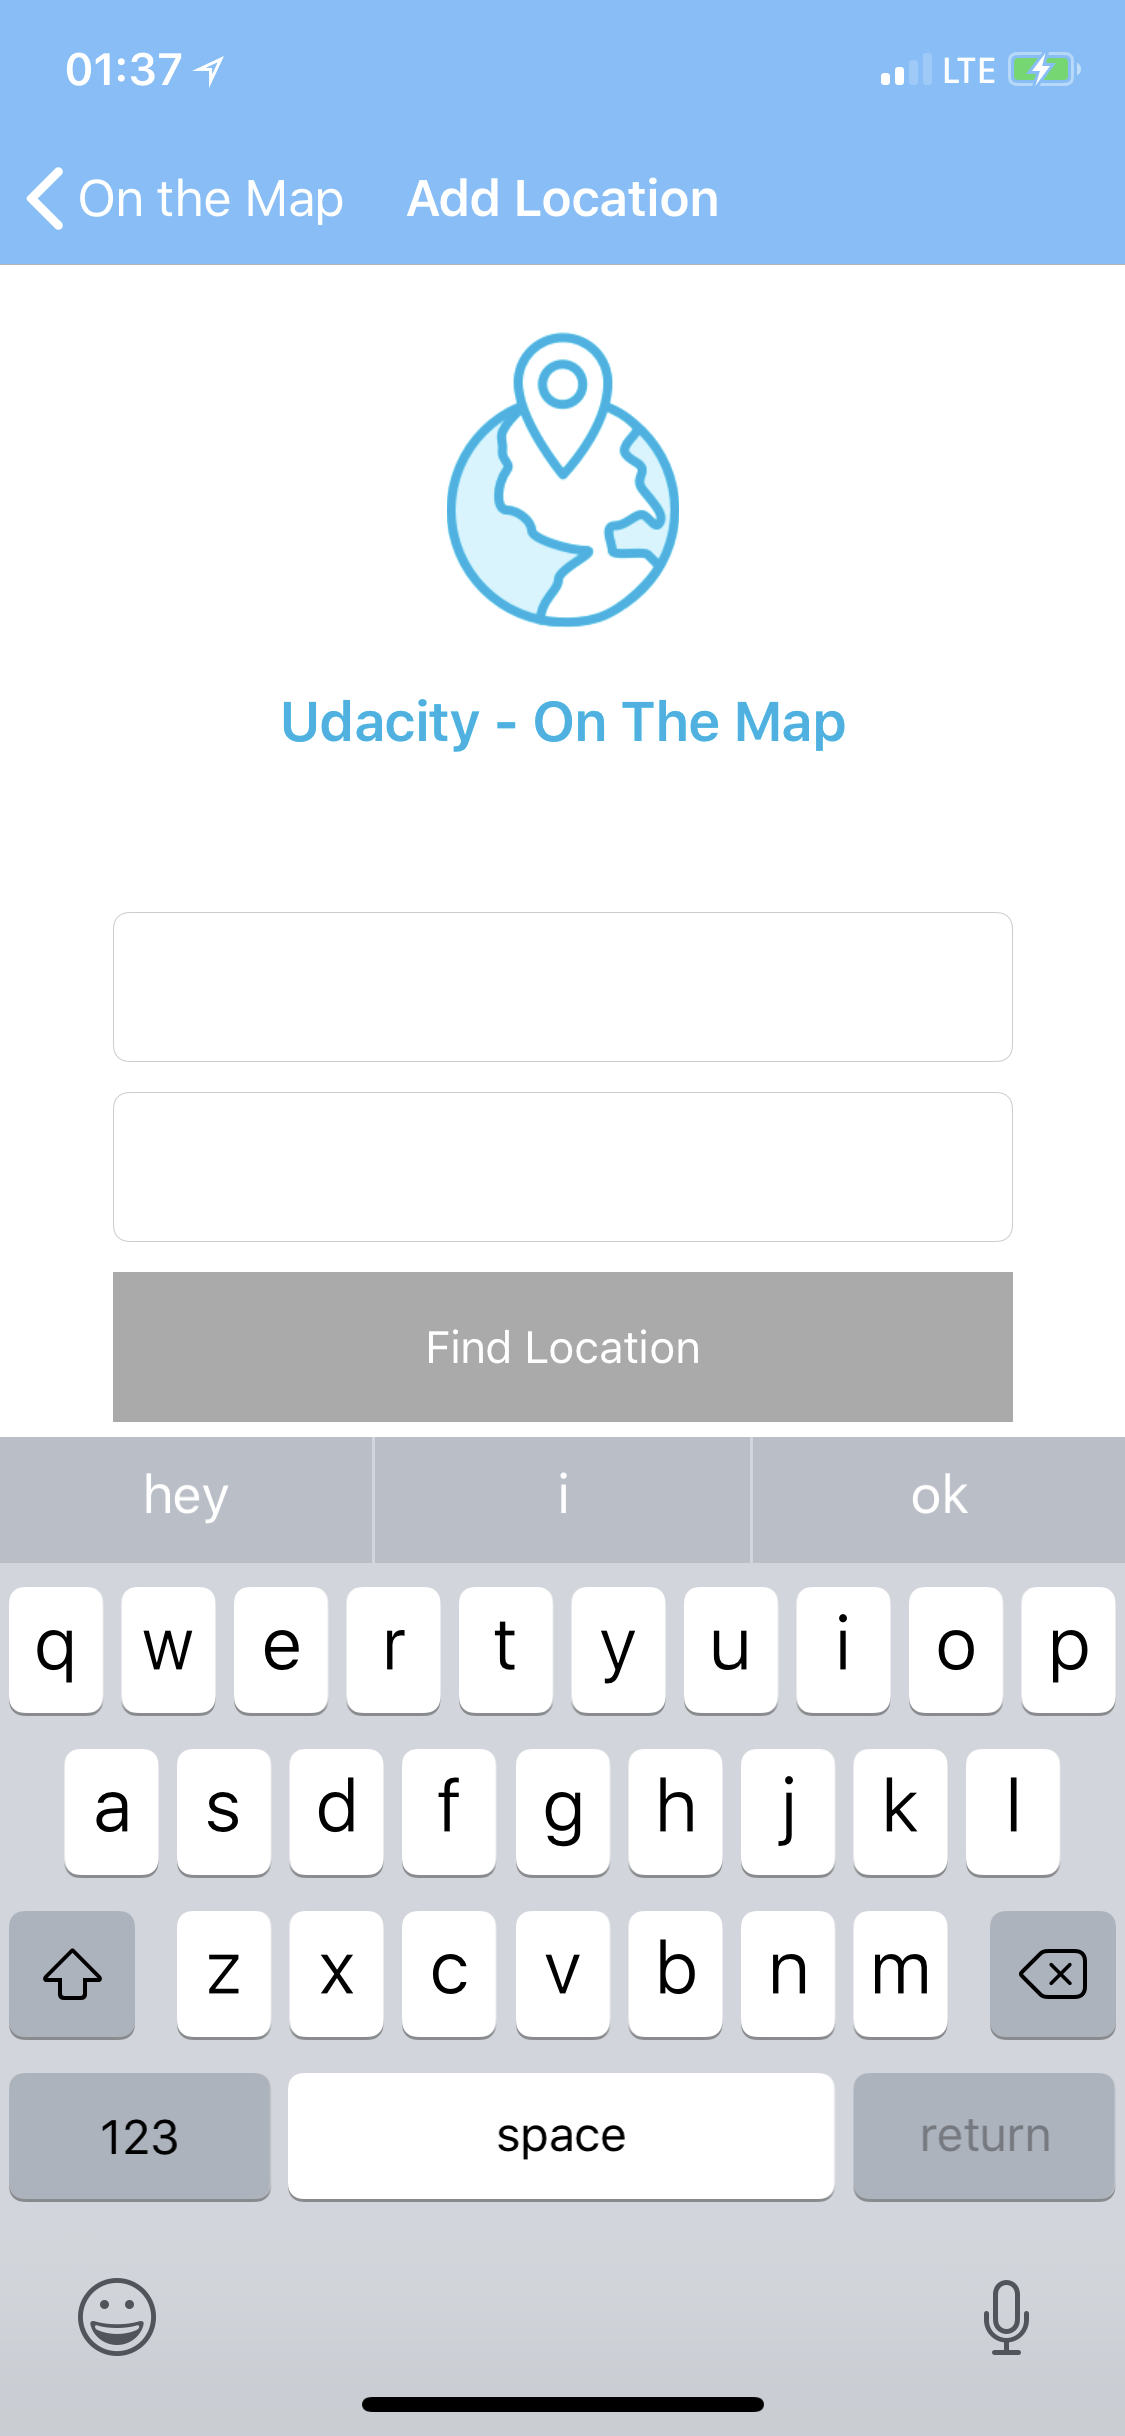 01:37 LTE
On the Map Add Location
Udacity - On The Map
Find Location
hey i ok
q w e r t y u i o p
a s d f g h j k l
z x c v b n m
123 space return